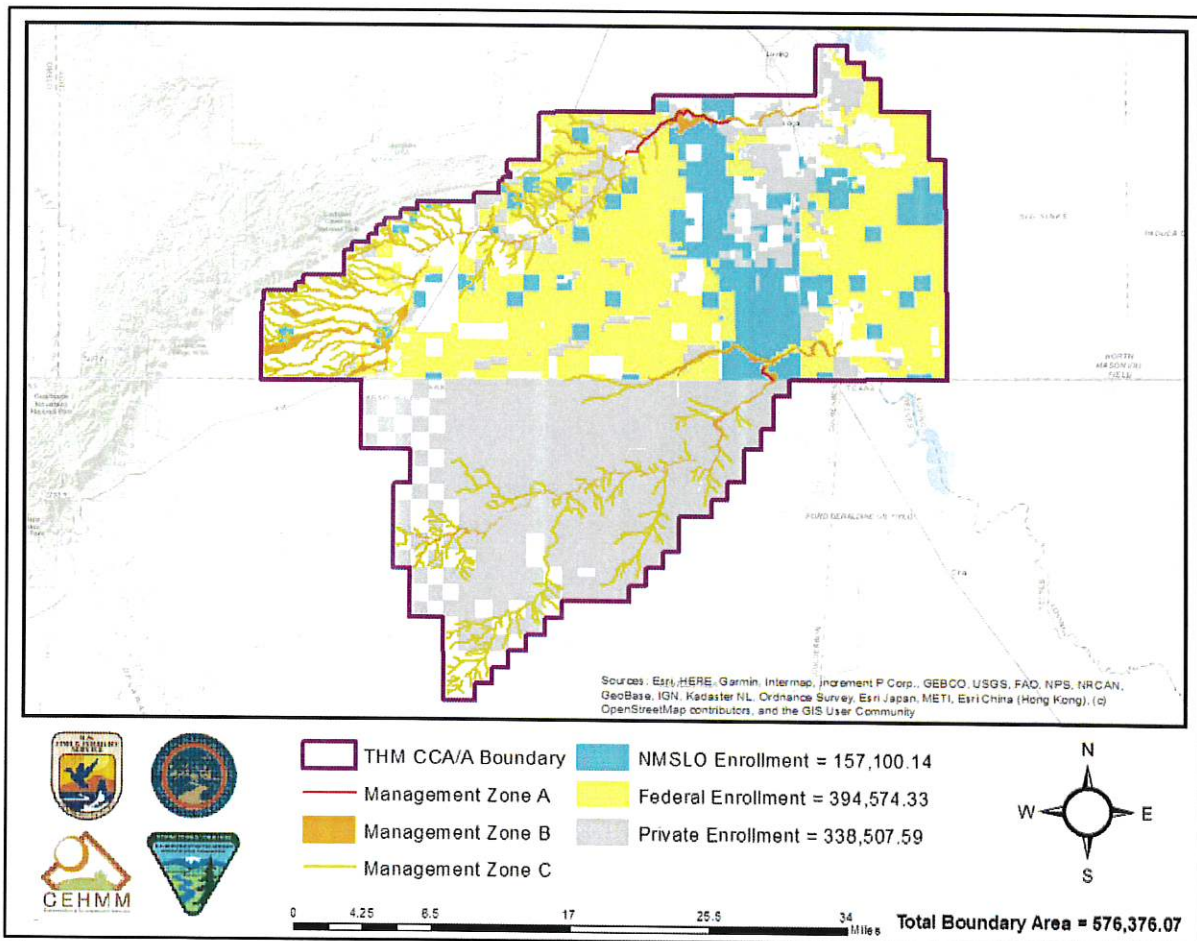 Sources: Esri, HERE, Garmin, Intermap, increment P Corp., GEBCO, USGS, FAO, NPS, NRCAN,
GeoBase, IGN, Kadaster NL, Ordnance Survey, Esri Japan, METI, Esri China (Hong Kong), (c)
OpenStreetMap contributors, and the GIS User Community
THM CCA/A Boundary
Management Zone A
Management Zone B
Management Zone C
NMSLO Enrollment = 157,100.14
Federal Enrollment = 394,574.33
Private Enrollment = 338,507.59
N
W
E
S
U.S.
FISH & WILDLIFE
SERVICE
CEHMM
0
4.25
8.5
17
25.5
34
Miles
Total Boundary Area = 576,376.07
NORTH
MASON
FIELD